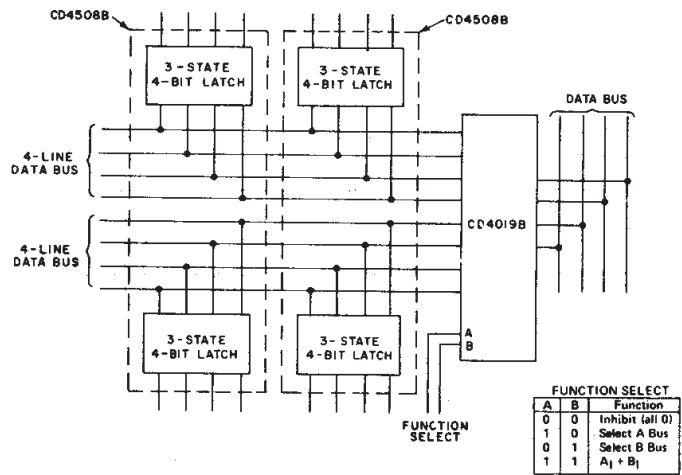 CD4508B
CD4508B
3-STATE
4-BIT LATCH
3-STATE
4-BIT LATCH
DATA BUS
4-LINE
DATA BUS
CD4019B
4-LINE
DATA BUS
3-STATE
4-BIT LATCH
3-STATE
4-BIT LATCH
A
B
FUNCTION
SELECT
FUNCTION SELECT
A B Function
0 0 Inhibit (all 0)
1 0 Select A Bus
0 1 Select B Bus
1 1 A1 + B1